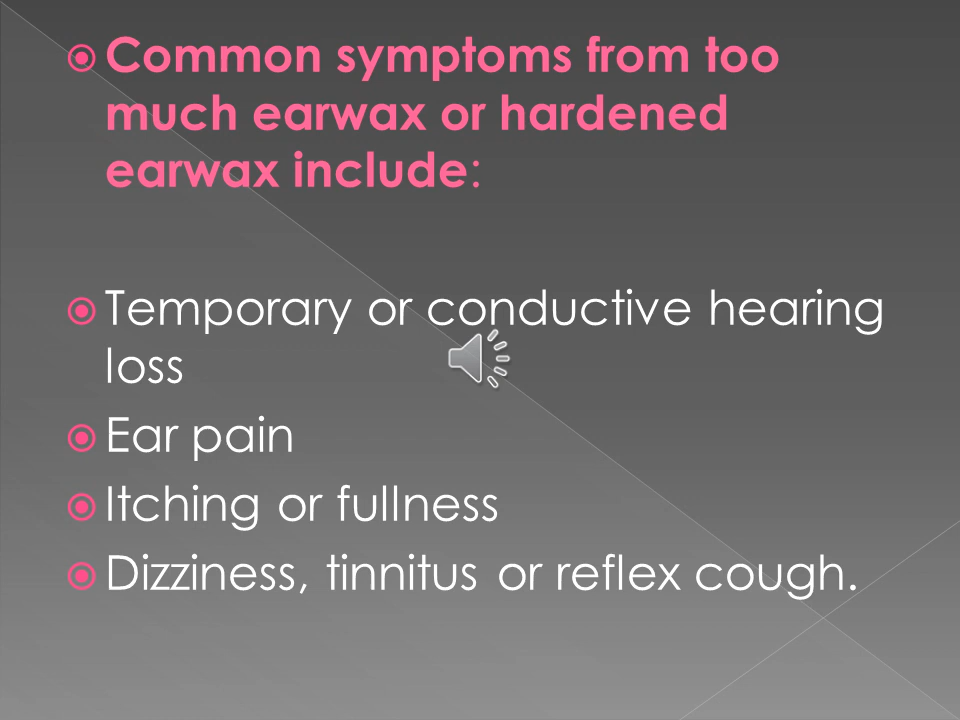 Common symptoms from too
much earwax or hardened
earwax include:
Temporary or conductive hearing
loss
Ear pain
Itching or fullness
Dizziness, tinnitus or reflex cough.